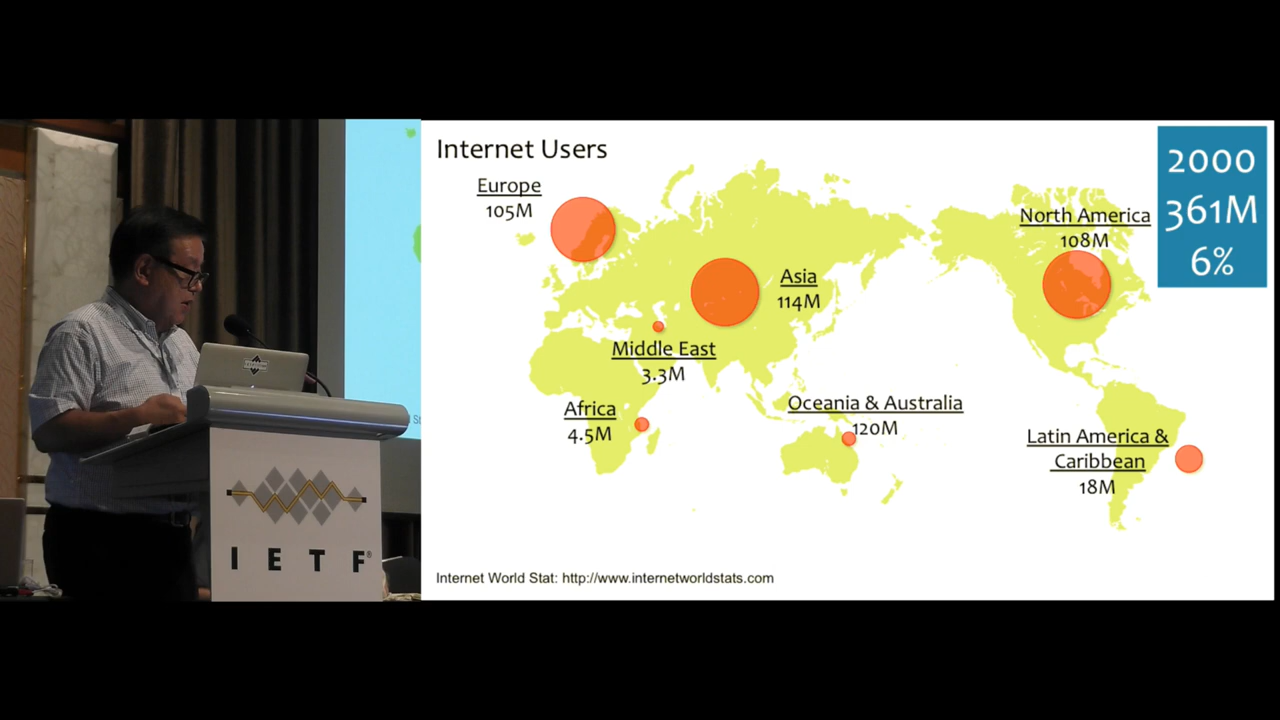 Internet Users
Europe
105M
Asia
114M
Middle East
3.3M
Africa
4.5M
Oceania & Australia
120M
North America
108M
Latin America &
Caribbean
18M
2000
361M
6%
Internet World Stat: http://www.internetworldstats.com
IETF®